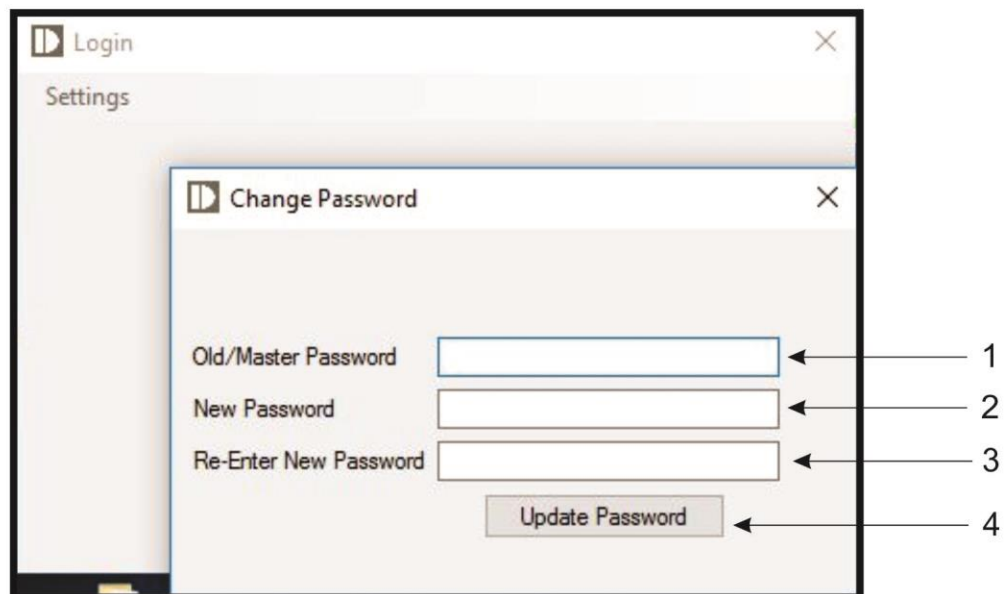 Login
Settings
Change Password
Old/Master Password
1
New Password
2
Re-Enter New Password
3
Update Password
4